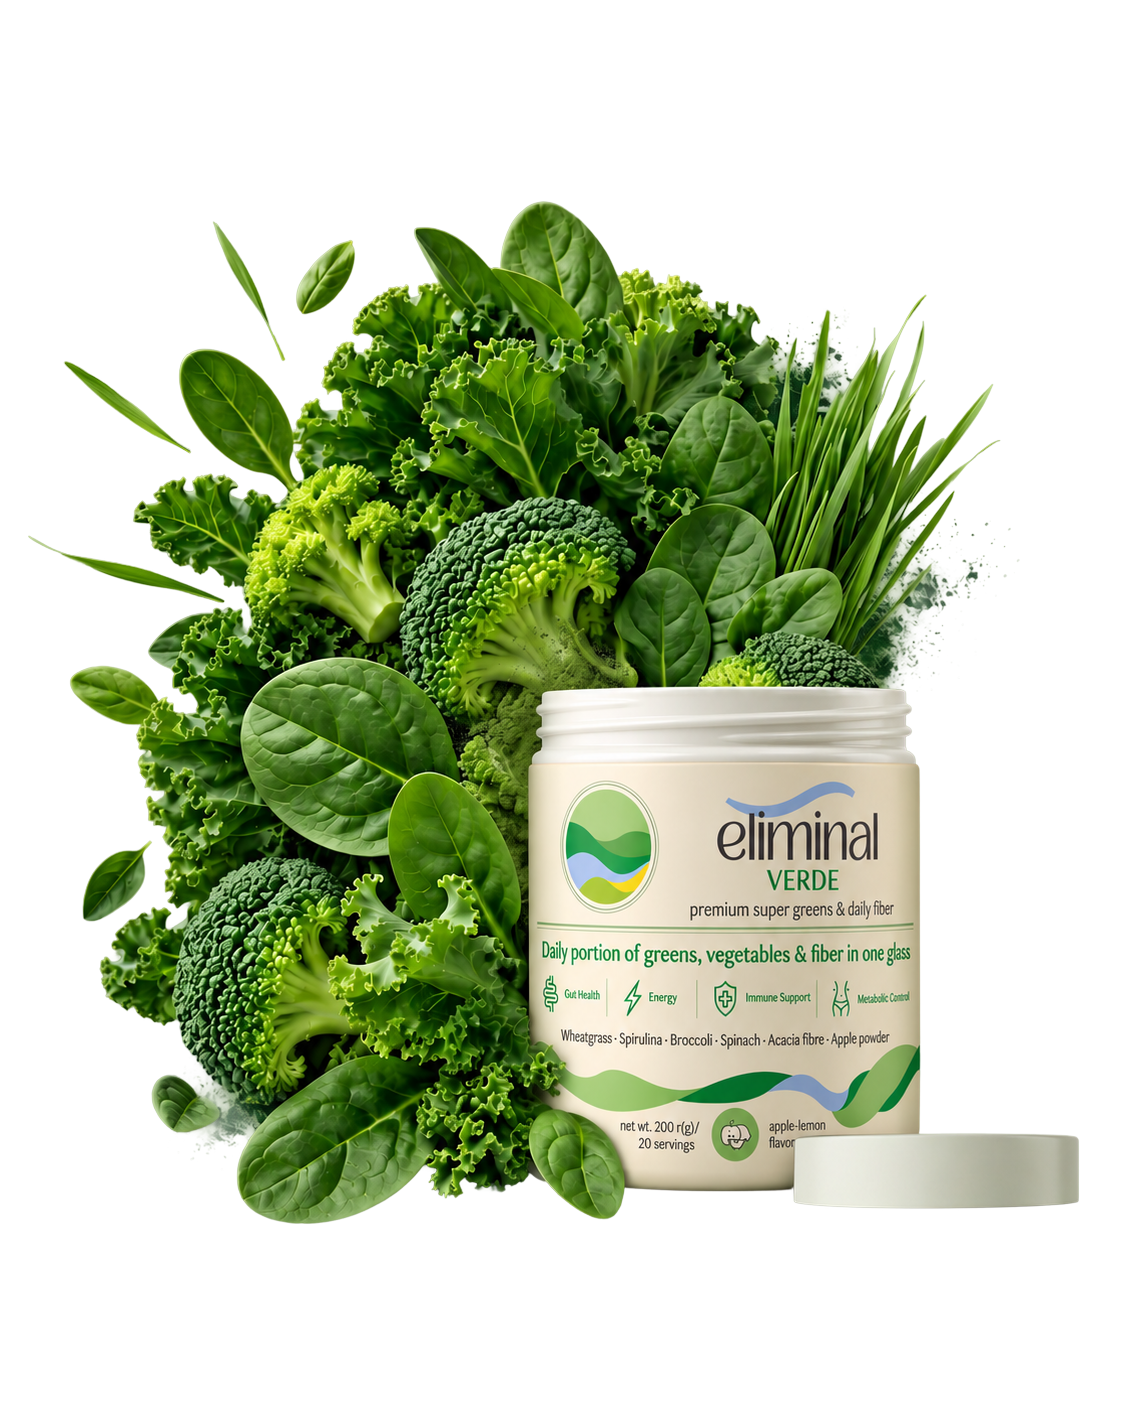 eliminal
VERDE
premium super greens & daily fiber
Daily portion of greens, vegetables & fiber in one glass
Gut Health
Energy
Immune Support
Metabolic Control
Wheatgrass · Spirulina · Broccoli · Spinach · Acacia fibre · Apple powder
net wt. 200 r(g)/
20 servings
apple-lemon
flavor